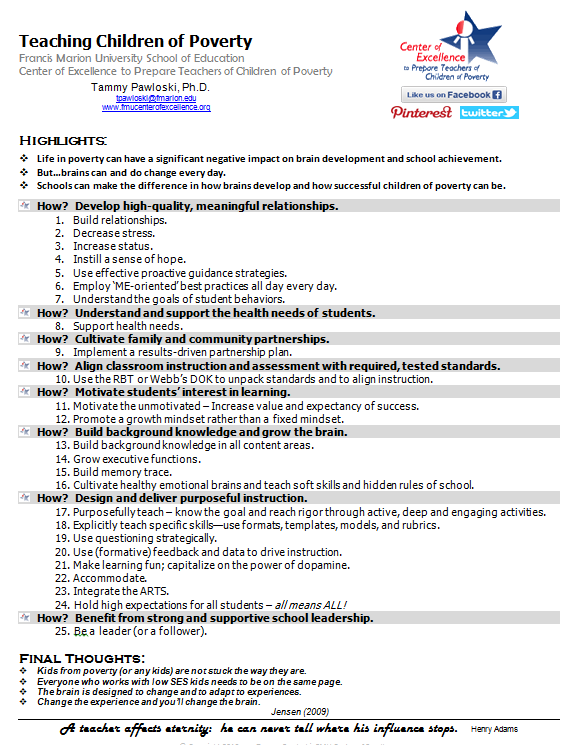 Teaching Children of Poverty
Francis Marion University School of Education
Center of Excellence to Prepare Teachers of Children of Poverty
Tammy Pawloski, Ph.D.
tpawloski@fmarion.edu
www.fmucenterofexcellence.org
Center
of Excellence
to Prepare Teachers of
Children of Poverty
Like us on Facebook
Pinterest twitter
HIGHLIGHTS:
❖ Life in poverty can have a significant negative impact on brain development and school achievement.
❖ But…brains can and do change every day.
❖ Schools can make the difference in how brains develop and how successful children of poverty can be.
How? Develop high-quality, meaningful relationships.
1. Build relationships.
2. Decrease stress.
3. Increase status.
4. Instill a sense of hope.
5. Use effective proactive guidance strategies.
6. Employ ‘ME-oriented’ best practices all day every day.
7. Understand the goals of student behaviors.
How? Understand and support the health needs of students.
8. Support health needs.
How? Cultivate family and community partnerships.
9. Implement a results-driven partnership plan.
How? Align classroom instruction and assessment with required, tested standards.
10. Use the RBT or Webb’s DOK to unpack standards and to align instruction.
How? Motivate students’ interest in learning.
11. Motivate the unmotivated – Increase value and expectancy of success.
12. Promote a growth mindset rather than a fixed mindset.
How? Build background knowledge and grow the brain.
13. Build background knowledge in all content areas.
14. Grow executive functions.
15. Build memory trace.
16. Cultivate healthy emotional brains and teach soft skills and hidden rules of school.
How? Design and deliver purposeful instruction.
17. Purposefully teach – know the goal and reach rigor through active, deep and engaging activities.
18. Explicitly teach specific skills—use formats, templates, models, and rubrics.
19. Use questioning strategically.
20. Use (formative) feedback and data to drive instruction.
21. Make learning fun; capitalize on the power of dopamine.
22. Accommodate.
23. Integrate the ARTS.
24. Hold high expectations for all students – all means ALL!
How? Benefit from strong and supportive school leadership.
25. Be a leader (or a follower).
FINAL THOUGHTS:
❖ Kids from poverty (or any kids) are not stuck the way they are.
❖ Everyone who works with low SES kids needs to be on the same page.
❖ The brain is designed to change and to adapt to experiences.
❖ Change the experience and you’ll change the brain.
Jensen (2009)
A teacher affects eternity: he can never tell where his influence stops. Henry Adams